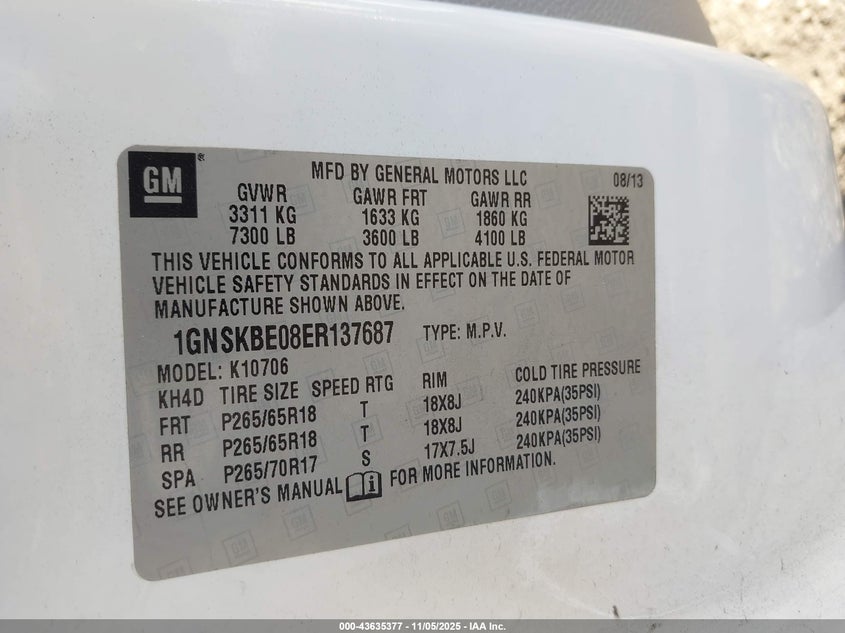 GM®
MFD BY GENERAL MOTORS LLC 08/13
GVWR GAWR FRT GAWR RR
3311 KG 1633 KG 1860 KG
7300 LB 3600 LB 4100 LB
THIS VEHICLE CONFORMS TO ALL APPLICABLE U.S. FEDERAL MOTOR
VEHICLE SAFETY STANDARDS IN EFFECT ON THE DATE OF
MANUFACTURE SHOWN ABOVE.
1GNSKBE08ER137687 TYPE: M.P.V.
MODEL: K10706
KH4D TIRE SIZE SPEED RTG RIM COLD TIRE PRESSURE
FRT P265/65R18 T 18X8J 240KPA(35PSI)
RR P265/65R18 T 18X8J 240KPA(35PSI)
SPA P265/70R17 S 17X7.5J 240KPA(35PSI)
SEE OWNER'S MANUAL i FOR MORE INFORMATION.
000-43635377 - 11/05/2025 - IAA Inc.